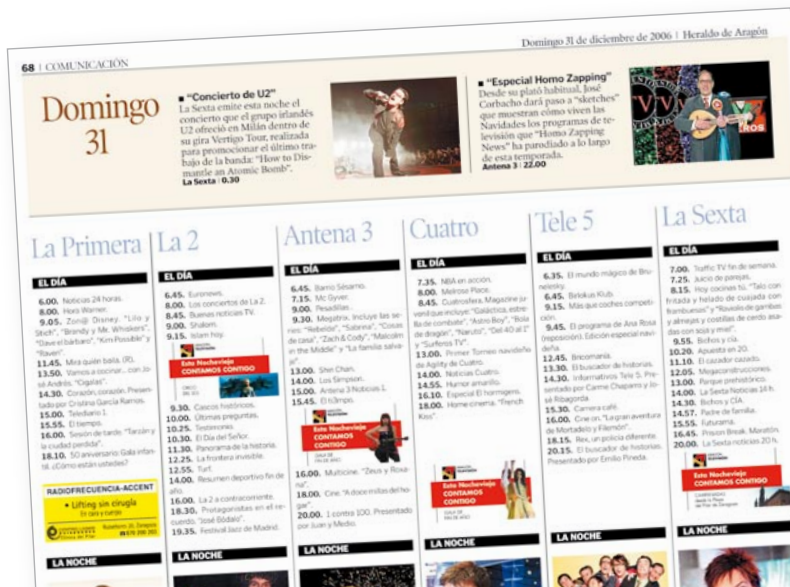 68 | COMUNICACIÓN
Domingo 31 de diciembre de 2006 | Heraldo de Aragón
Domingo
31
■ "Concierto de U2"
La Sexta emite esta noche el
concierto que el grupo irlandés
U2 ofreció en Milán dentro de
su gira Vertigo Tour, realizada
para promocionar el último tra-
bajo de la banda: "How to Dis-
mantle an Atomic Bomb".
La Sexta | 0.30
■ "Especial Homo Zapping"
Desde su plató habitual, José
Corbacho dará paso a "sketches"
que muestran cómo viven las
Navidades los programas de te-
levisión que "Homo Zapping
News" ha parodiado a lo largo
de esta temporada.
Antena 3 | 22.00
La Primera
EL DÍA
6.00. Noticias 24 horas.
8.00. Hora Warner.
9.05. Zon@ Disney. "Lilo y
Stich", "Brandy y Mr. Whiskers",
"Dave el bárbaro", "Kim Possible" y
"Raven".
11.45. Mira quién baila. (R).
13.50. Vamos a cocinar... con Jo-
sé Andrés. "Cigalas".
14.30. Corazón, corazón. Presen-
tado por Cristina García Ramos.
15.00. Telediario 1.
15.55. El tiempo.
16.00. Sesión de tarde. "Tarzán y
la ciudad perdida".
18.10. 50 aniversario: Gala infan-
til. ¿Cómo están ustedes?
RADIOFRECUENCIA-ACCENT
• Lifting sin cirugía
En cara y cuerpo
LA NOCHE
La 2
EL DÍA
6.45. Euronews.
8.00. Los conciertos de La 2.
8.45. Buenas noticias TV.
9.00. Shalom.
9.15. Islam hoy.
Esta Nochevieja
CONTAMOS CONTIGO
9.30. Cascos históricos.
10.00. Últimas preguntas.
10.25. Testimonio.
10.30. El Día del Señor.
11.30. Panorama de la historia.
12.25. La frontera invisible.
12.55. Turf.
14.00. Resumen deportivo fin de
año.
16.00. La 2 a contracorriente.
18.30. Protagonistas en el re-
cuerdo. "José Bódalo".
19.35. Festival Jazz de Madrid.
LA NOCHE
Antena 3
EL DÍA
6.45. Barrio Sésamo.
7.15. Mc Gyver.
9.00. Pesadillas.
9.30. Megatrix. Incluye las se-
ries: "Rebelde", "Sabrina", "Cosas
de casa", "Zach & Cody", "Malcolm
in the Middle" y "La familia salva-
je".
13.00. Shin Chan.
14.00. Los Simpson.
15.00. Antena 3 Noticias 1.
15.45. El ti3mpo.
Esta Nochevieja
CONTAMOS
CONTIGO
GALA DE
FIN DE AÑO
16.00. Multicine. "Zeus y Roxa-
na".
18.00. Cine. "A doce millas del ho-
gar".
20.00. 1 contra 100. Presentado
por Juan y Medio.
LA NOCHE
Cuatro
EL DÍA
7.35. NBA en acción.
8.00. Melrose Place.
8.45. Cuatrosfera. Magazine ju-
venil que incluye: "Galáctica, estre-
lla de combate", "Astro Boy", "Bola
de dragón", "Naruto", "Del 40 al 1"
y "Surferos TV".
13.00. Primer Torneo navideño
de Agility de Cuatro.
14.00. Noticias Cuatro.
14.55. Humor amarillo.
16.10. Especial El hormiguero.
18.00. Home cinema. "French
Kiss".
Esta Nochevieja
CONTAMOS
CONTIGO
GALA DE
FIN DE AÑO
LA NOCHE
Tele 5
EL DÍA
6.35. El mundo mágico de Bru-
nelesky.
6.45. Birlokus Klub.
9.15. Más que coches competi-
ción.
9.45. El programa de Ana Rosa
(reposición). Edición especial navi-
deña.
12.45. Bricomanía.
13.30. El buscador de historias.
14.30. Informativos Tele 5. Pre-
sentado por Carme Chaparro y Jo-
sé Ribagorda.
15.30. Camera café.
16.00. Cine on. "La gran aventura
de Mortadelo y Filemón".
18.15. Rex, un policía diferente.
20.15. El buscador de historias.
Presentado por Emilio Pineda.
LA NOCHE
La Sexta
EL DÍA
7.00. Traffic TV fin de semana.
7.25. Juicio de parejas.
8.15. Hoy cocinas tú. "Talo con
fritada y helado de cuajada con
frambuesas" y "Raviolis de gambas
y almejas y costillas de cerdo asa-
das con soja y miel".
9.55. Bichos y cía.
10.20. Apuesta en 20.
11.10. El cazador cazado.
12.05. Megaconstrucciones.
13.00. Parque prehistórico.
14.00. La Sexta Noticias 14 h.
14.30. Bichos y CÍA.
14.57. Padre de familia.
15.55. Futurama.
16.45. Prison Break. Maratón.
20.00. La Sexta noticias 20 h.
Esta Nochevieja
CONTAMOS CONTIGO
LA NOCHE